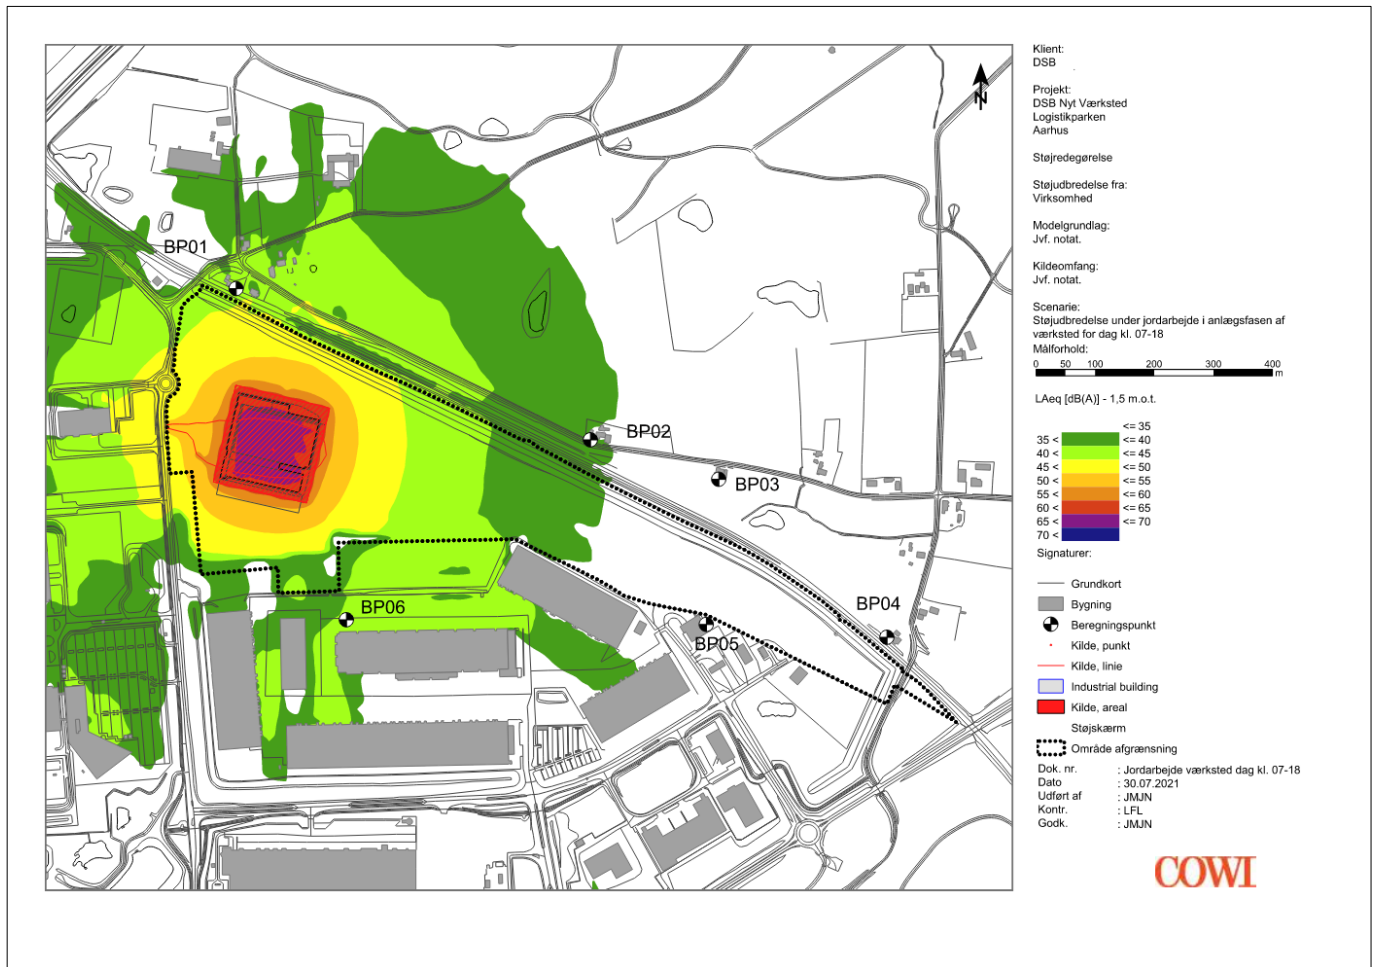 Klient:
DSB
Projekt:
DSB Nyt Værksted
Logistikparken
Aarhus
Støjredegørelse
Støjudbredelse fra:
Virksomhed
Modelgrundlag:
Jvf. notat.
Kildeomfang:
Jvf. notat.
Scenarie:
Støjudbredelse under jordarbejde i anlægsfasen af
værksted for dag kl. 07-18
Målforhold:
0 50 100 200 300 400
m
LAeq [dB(A)] - 1,5 m.o.t.
<= 35
35 < <= 40
40 < <= 45
45 < <= 50
50 < <= 55
55 < <= 60
60 < <= 65
65 < <= 70
70 <
Signaturer:
Grundkort
Bygning
Beregningspunkt
Kilde, punkt
Kilde, linie
Industrial building
Kilde, areal
Støjskærm
Område afgrænsning
Dok. nr. : Jordarbejde værksted dag kl. 07-18
Dato : 30.07.2021
Udført af : JMJN
Kontr. : LFL
Godk. : JMJN
COWI
N
BP01
BP02
BP03
BP04
BP05
BP06